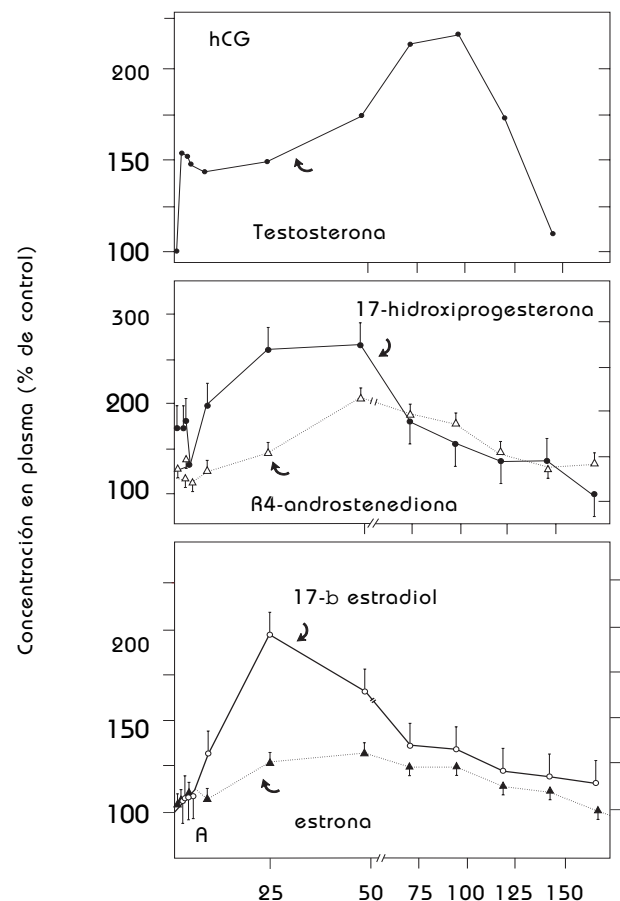 hCG
200
150
100
Testosterona
Concentración en plasma (% de control)
17-hidroxiprogesterona
300
200
100
R4-androstenediona
17-b estradiol
200
150
100
R
estrona
25 50 75 100 125 150